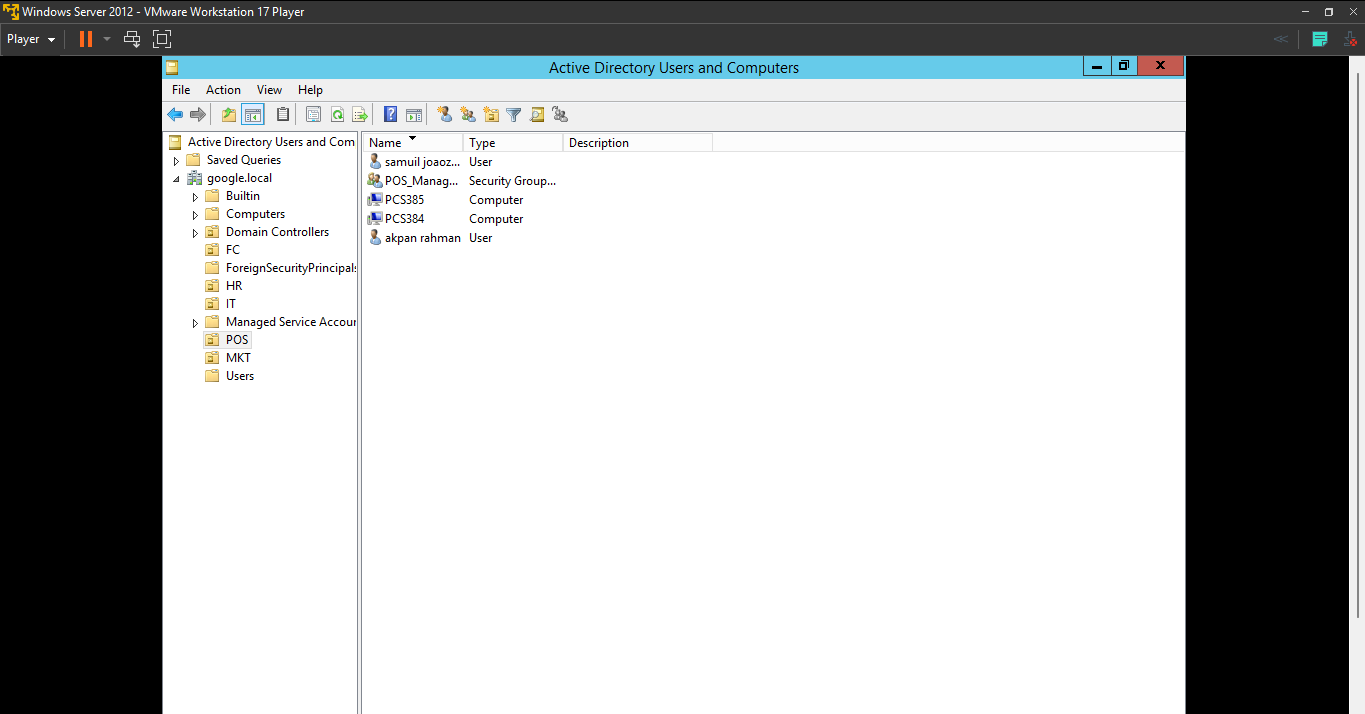 Windows Server 2012 - VMware Workstation 17 Player
Player
Active Directory Users and Computers
File Action View Help
Active Directory Users and Com
Saved Queries
google.local
Builtin
Computers
Domain Controllers
FC
ForeignSecurityPrincipals
HR
IT
Managed Service Accour
POS
MKT
Users
Name Type Description
samuil joaoz... User
POS_Manag... Security Group...
PCS385 Computer
PCS384 Computer
akpan rahman User